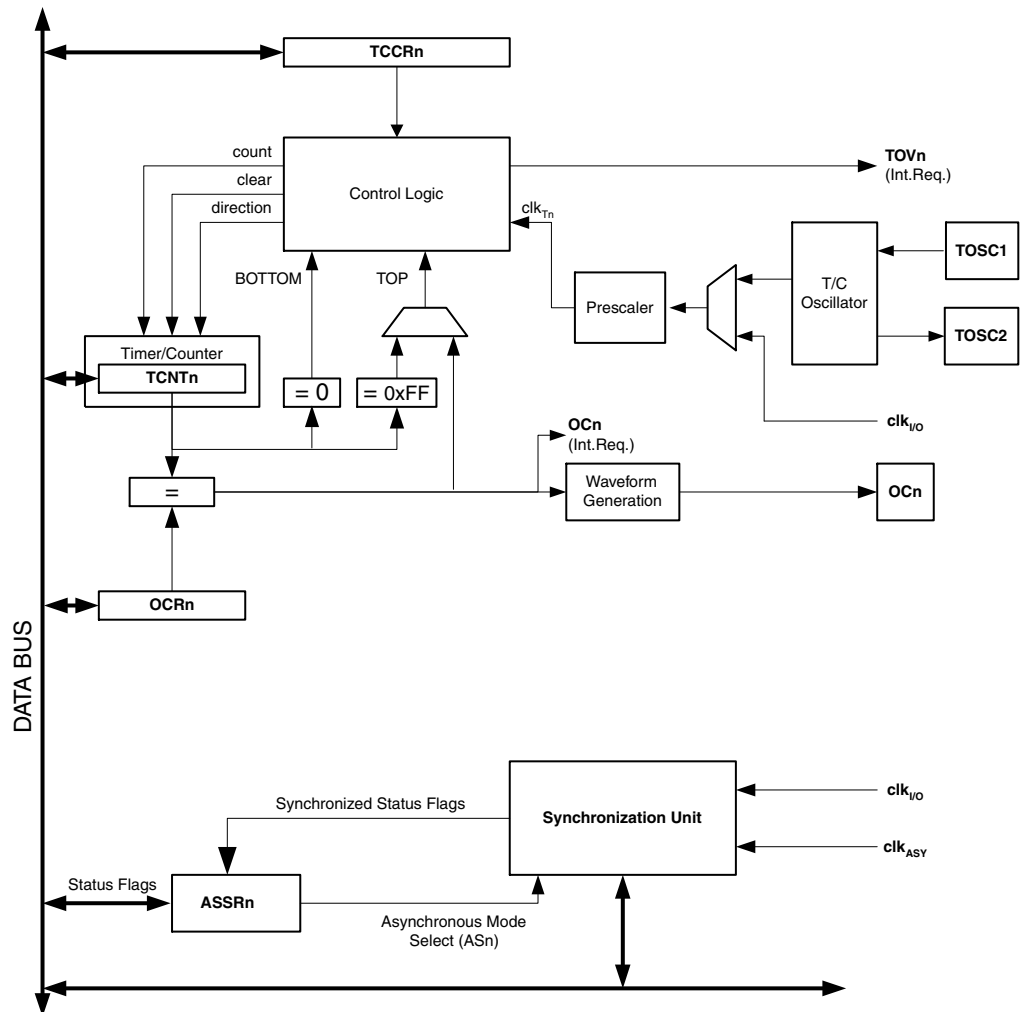 TCCRn
count
clear
direction
Control Logic
TOVn
(Int.Req.)
clkTn
BOTTOM
TOP
TOSC1
T/C
Oscillator
Prescaler
TOSC2
Timer/Counter
TCNTn
= 0
= 0xFF
clkI/O
OCn
(Int.Req.)
=
Waveform
Generation
OCn
OCRn
DATA BUS
Synchronized Status Flags
Synchronization Unit
clkI/O
clkASY
Status Flags
ASSRn
Asynchronous Mode
Select (ASn)